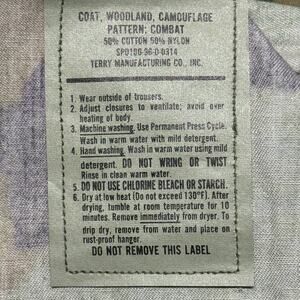 COAT, WOODLAND, CAMOUFLAGE
PATTERN: COMBAT
50% COTTON 50% NYLON
SPO100-96-D-0314
TERRY MANUFACTURING CO., INC.
1. Wear outside of trousers.
2. Adjust closures to ventilate; avoid over
heating of body.
3. Machine washing. Use Permanent Press Cycle.
Wash in warm water with mild detergent.
4. Hand washing. Wash in warm water using mild
detergent. DO NOT WRING OR TWIST
Rinse in clean warm water.
5. DO NOT USE CHLORINE BLEACH OR STARCH.
6. Dry at low heat (Do not exceed 130°F). After
drying, tumble at room temperature for 10
minutes. Remove immediately from dryer. To
drip dry, remove from water and place on
rust-proof hanger.
DO NOT REMOVE THIS LABEL